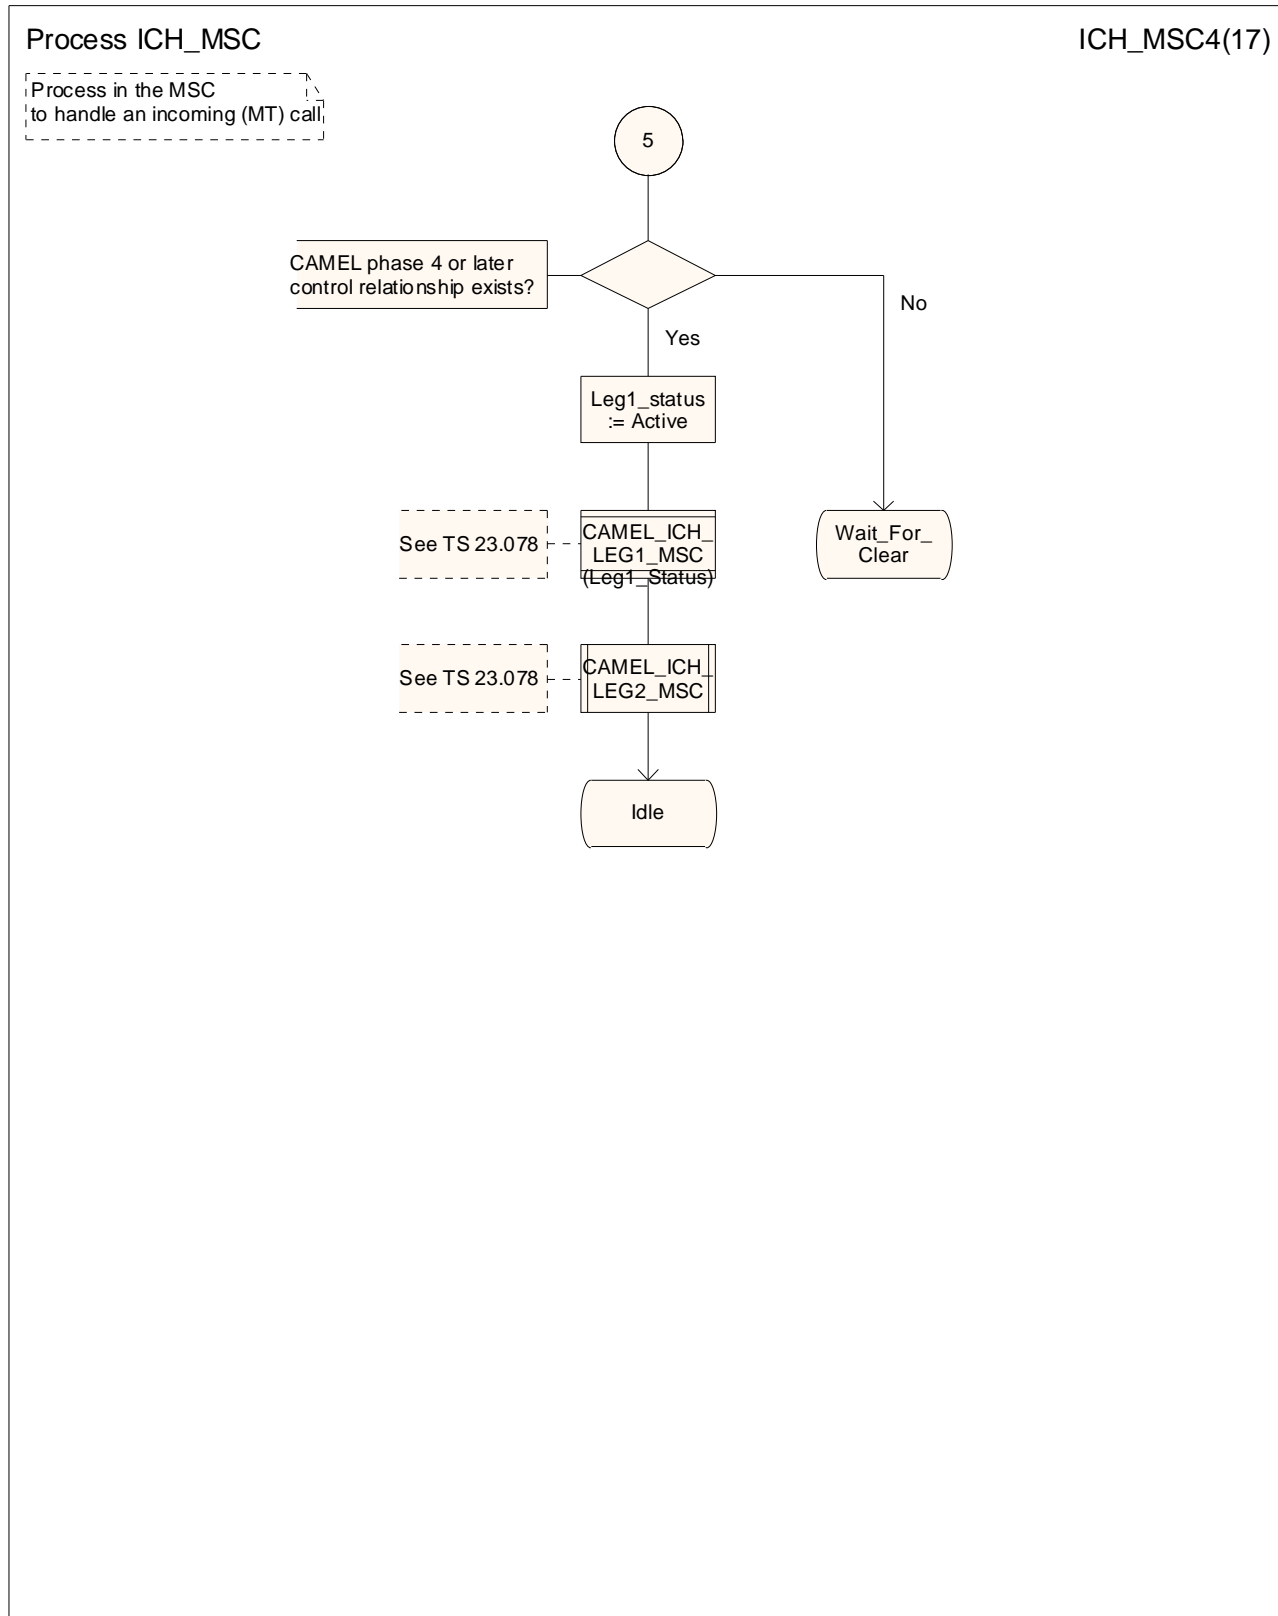 Process ICH_MSC
ICH_MSC4(17)
Process in the MSC
to handle an incoming (MT) call
5
CAMEL phase 4 or later
control relationship exists?
No
Yes
Leg1_status
:= Active
See TS 23.078
CAMEL_ICH_
LEG1_MSC
(Leg1_Status)
Wait_For_
Clear
See TS 23.078
CAMEL_ICH_
LEG2_MSC
Idle